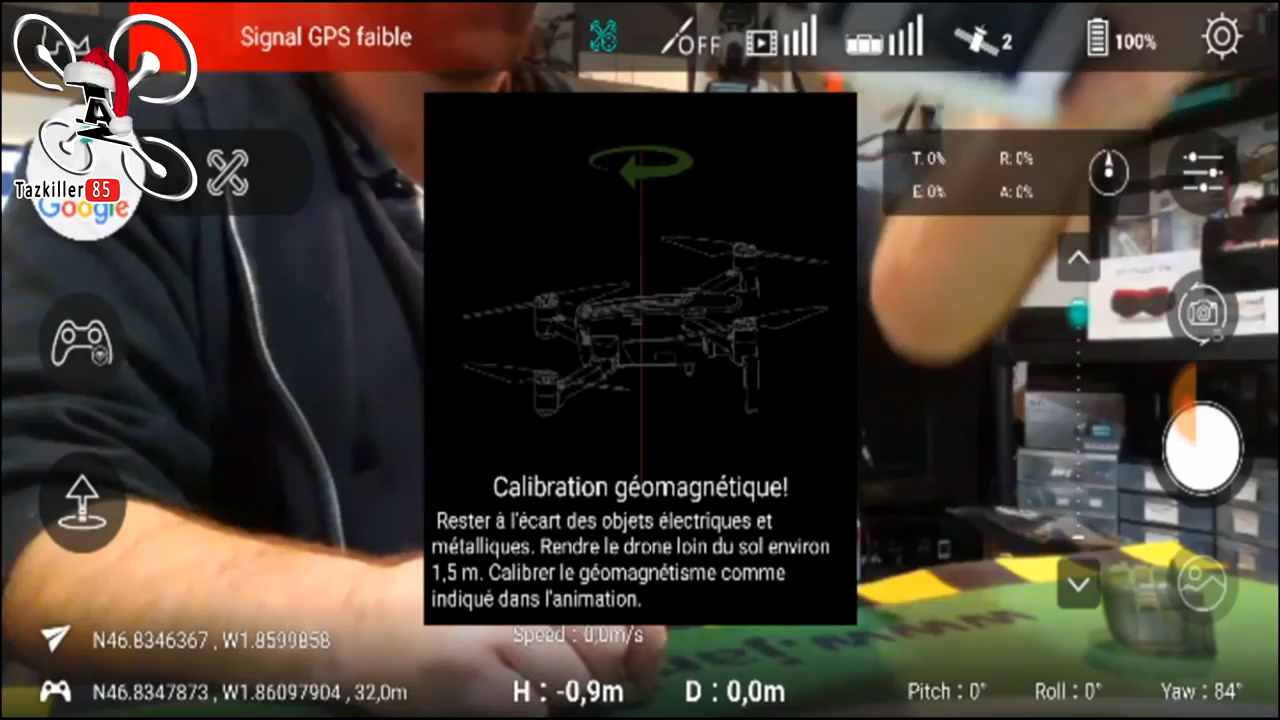 Signal GPS faible
OFF
2
100%
Tazkiller 85
Google
T: 0%
R: 0%
E: 0%
A: 0%
Calibration géomagnétique!
Rester à l'écart des objets électriques et
métalliques. Rendre le drone loin du sol environ
1,5 m. Calibrer le géomagnétisme comme
indiqué dans l'animation.
Speed : 0,0m/s
N46.8346367 , W1.8599858
N46.8347873 , W1.86097904 , 32,0m
H : -0,9m
D : 0,0m
Pitch : 0°
Roll : 0°
Yaw : 84°